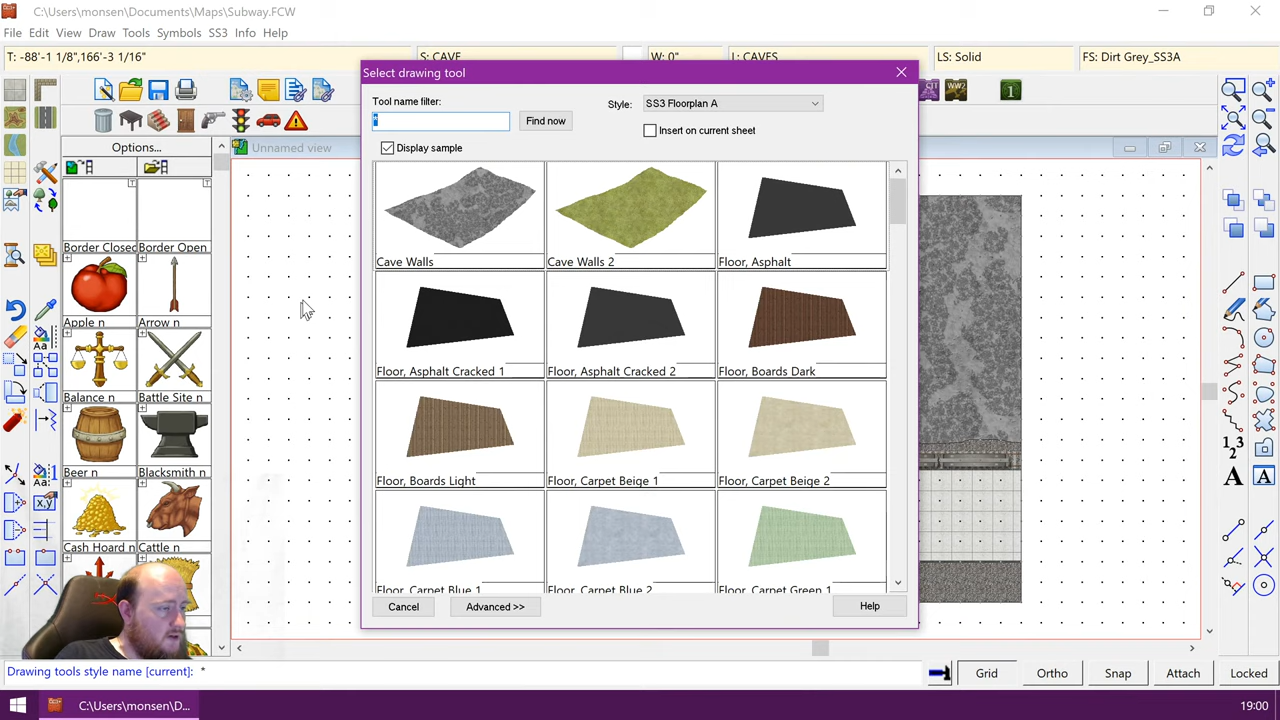 C:\Users\monsen\Documents\Maps\Subway.FCW
File Edit View Draw Tools Symbols SS3 Info Help
T: -88'-1 1/8",166'-3 1/16" S: CAVE W: 0" L: CAVES LS: Solid FS: Dirt Grey_SS3A
Select drawing tool
Tool name filter:
* Find now
Style: SS3 Floorplan A
Insert on current sheet
Display sample
Options...
Unnamed view
Border Closed Border Open
Apple n Arrow n
Balance n Battle Site n
Beer n Blacksmith n
Cash Hoard n Cattle n
Cave Walls Cave Walls 2 Floor, Asphalt
Floor, Asphalt Cracked 1 Floor, Asphalt Cracked 2 Floor, Boards Dark
Floor, Boards Light Floor, Carpet Beige 1 Floor, Carpet Beige 2
Floor, Carpet Blue 1 Floor, Carpet Blue 2 Floor, Carpet Green 1
Cancel Advanced >> Help
Drawing tools style name [current]: *
Grid Ortho Snap Attach Locked
C:\Users\monsen\D...
19:00